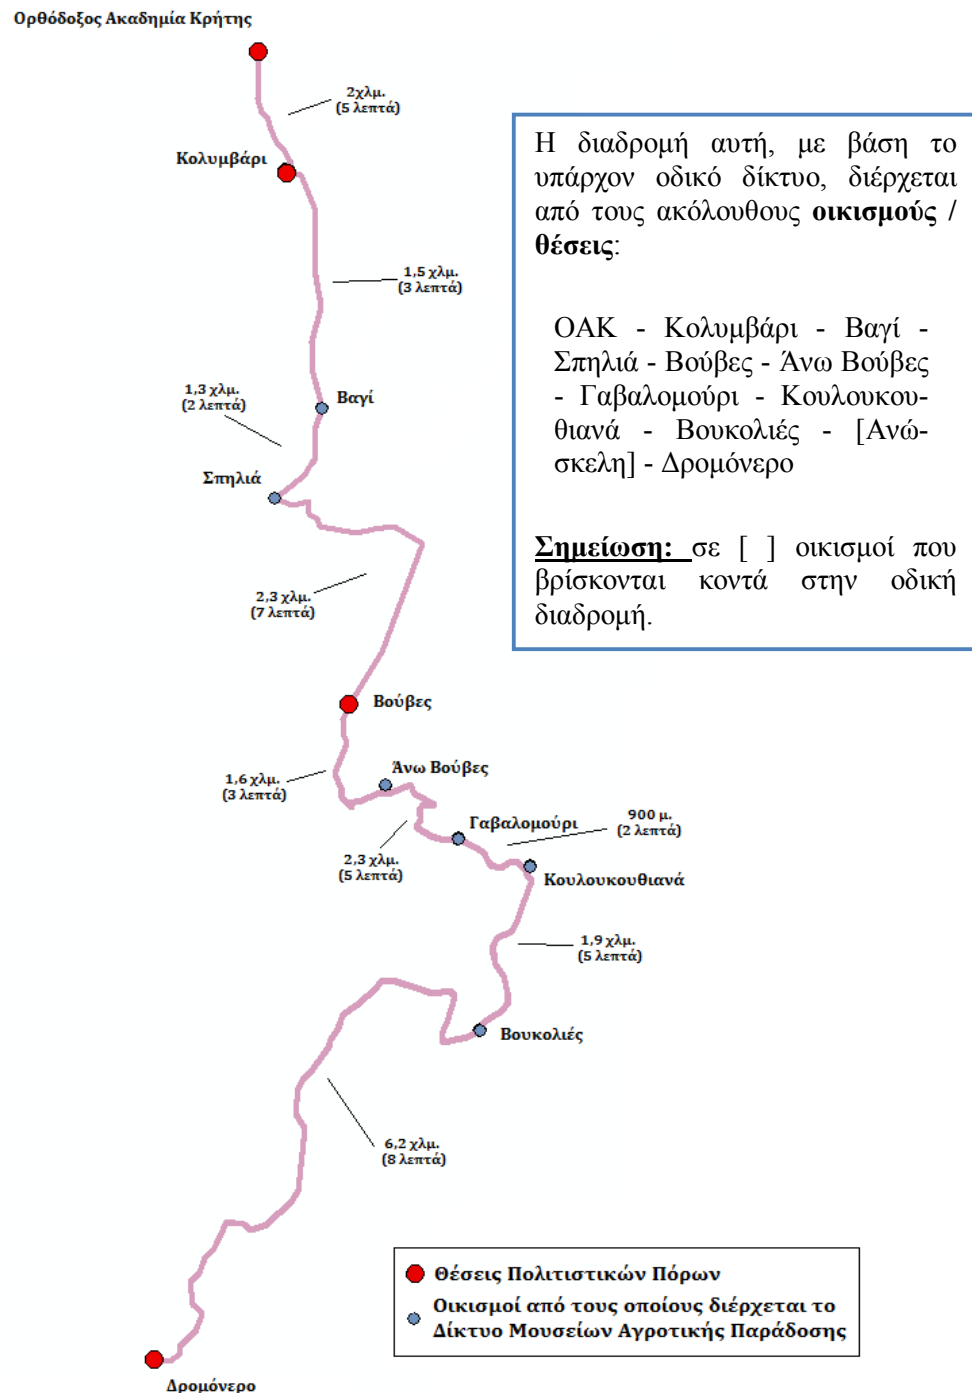 Ορθόδοξος Ακαδημία Κρήτης
2χλμ.
(5 λεπτά)
Κολυμβάρι
Η διαδρομή αυτή, με βάση το
υπάρχον οδικό δίκτυο, διέρχεται
από τους ακόλουθους οικισμούς /
θέσεις:
ΟΑΚ - Κολυμβάρι - Βαγί -
Σπηλιά - Βούβες - Άνω Βούβες
- Γαβαλομούρι - Κουλουκου-
θιανά - Βουκολιές - [Ανώ-
σκελη] - Δρομόνερο
Σημείωση: σε [ ] οικισμοί που
βρίσκονται κοντά στην οδική
διαδρομή.
1,5 χλμ.
(3 λεπτά)
1,3 χλμ.
(2 λεπτά)
Βαγί
Σπηλιά
2,3 χλμ.
(7 λεπτά)
Βούβες
1,6 χλμ.
(3 λεπτά)
Άνω Βούβες
Γαβαλομούρι
900 μ.
(2 λεπτά)
2,3 χλμ.
(5 λεπτά)
Κουλουκουθιανά
1,9 χλμ.
(5 λεπτά)
Βουκολιές
6,2 χλμ.
(8 λεπτά)
Θέσεις Πολιτιστικών Πόρων
Οικισμοί από τους οποίους διέρχεται το
Δίκτυο Μουσείων Αγροτικής Παράδοσης
Δρομόνερο